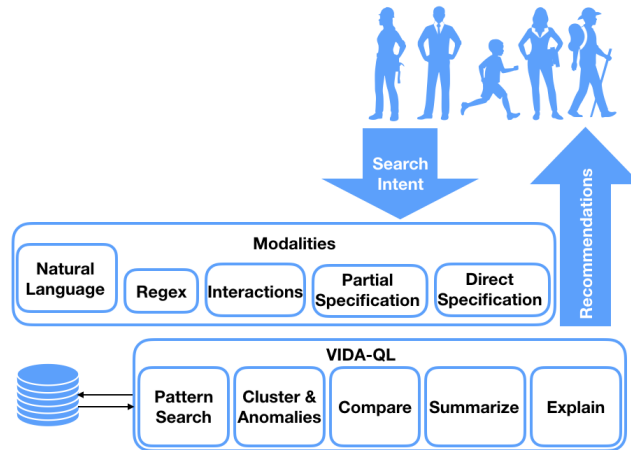 Search
Intent
Recommendations
Modalities
Natural
Language
Regex
Interactions
Partial
Specification
Direct
Specification
VIDA-QL
Pattern
Search
Cluster &
Anomalies
Compare
Summarize
Explain